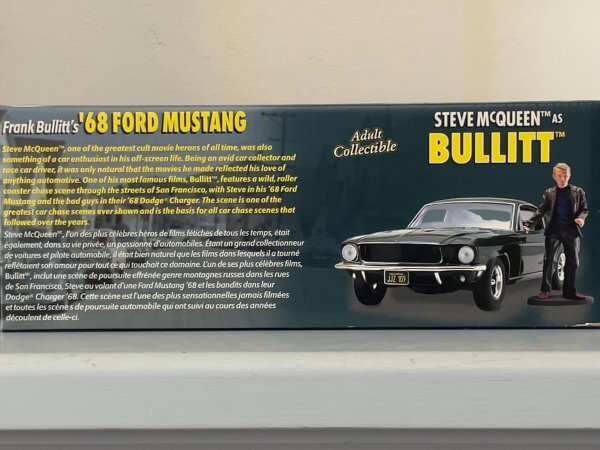 Frank Bullitt's '68 FORD MUSTANG
Steve McQueen™, one of the greatest cult movie heroes of all time, was also
something of a car enthusiast in his off-screen life. Being an avid car collector and
race car driver, it was only natural that the movies he made reflected his love of
anything automotive. One of his most famous films, Bullitt™, features a wild, roller
coaster chase scene through the streets of San Francisco, with Steve in his '68 Ford
Mustang and the bad guys in their '68 Dodge® Charger. The scene is one of the
greatest car chase scenes ever shown and is the basis for all car chase scenes that
followed over the years.
Steve McQueen™, l'un des plus célèbres héros de films fétiches de tous les temps, était
également, dans sa vie privée, un passionné d'automobiles. Étant un grand collectionneur
de voitures et pilote automobile, il était bien naturel que les films dans lesquels il a tourné
reflétaient son amour pour tout ce qui touchait ce domaine. L'un de ses plus célèbres films,
Bullitt™, inclut une scène de poursuite effrénée genre montagnes russes dans les rues
de San Francisco, Steve au volant d'une Ford Mustang '68 et les bandits dans leur
Dodge® Charger '68. Cette scène est l'une des plus sensationnelles jamais filmées
et toutes les scènes de poursuite automobile qui ont suivi au cours des années
découlent de celle-ci.
Adult
Collectible
STEVE McQUEEN™ AS
BULLITT™
JJZ 109